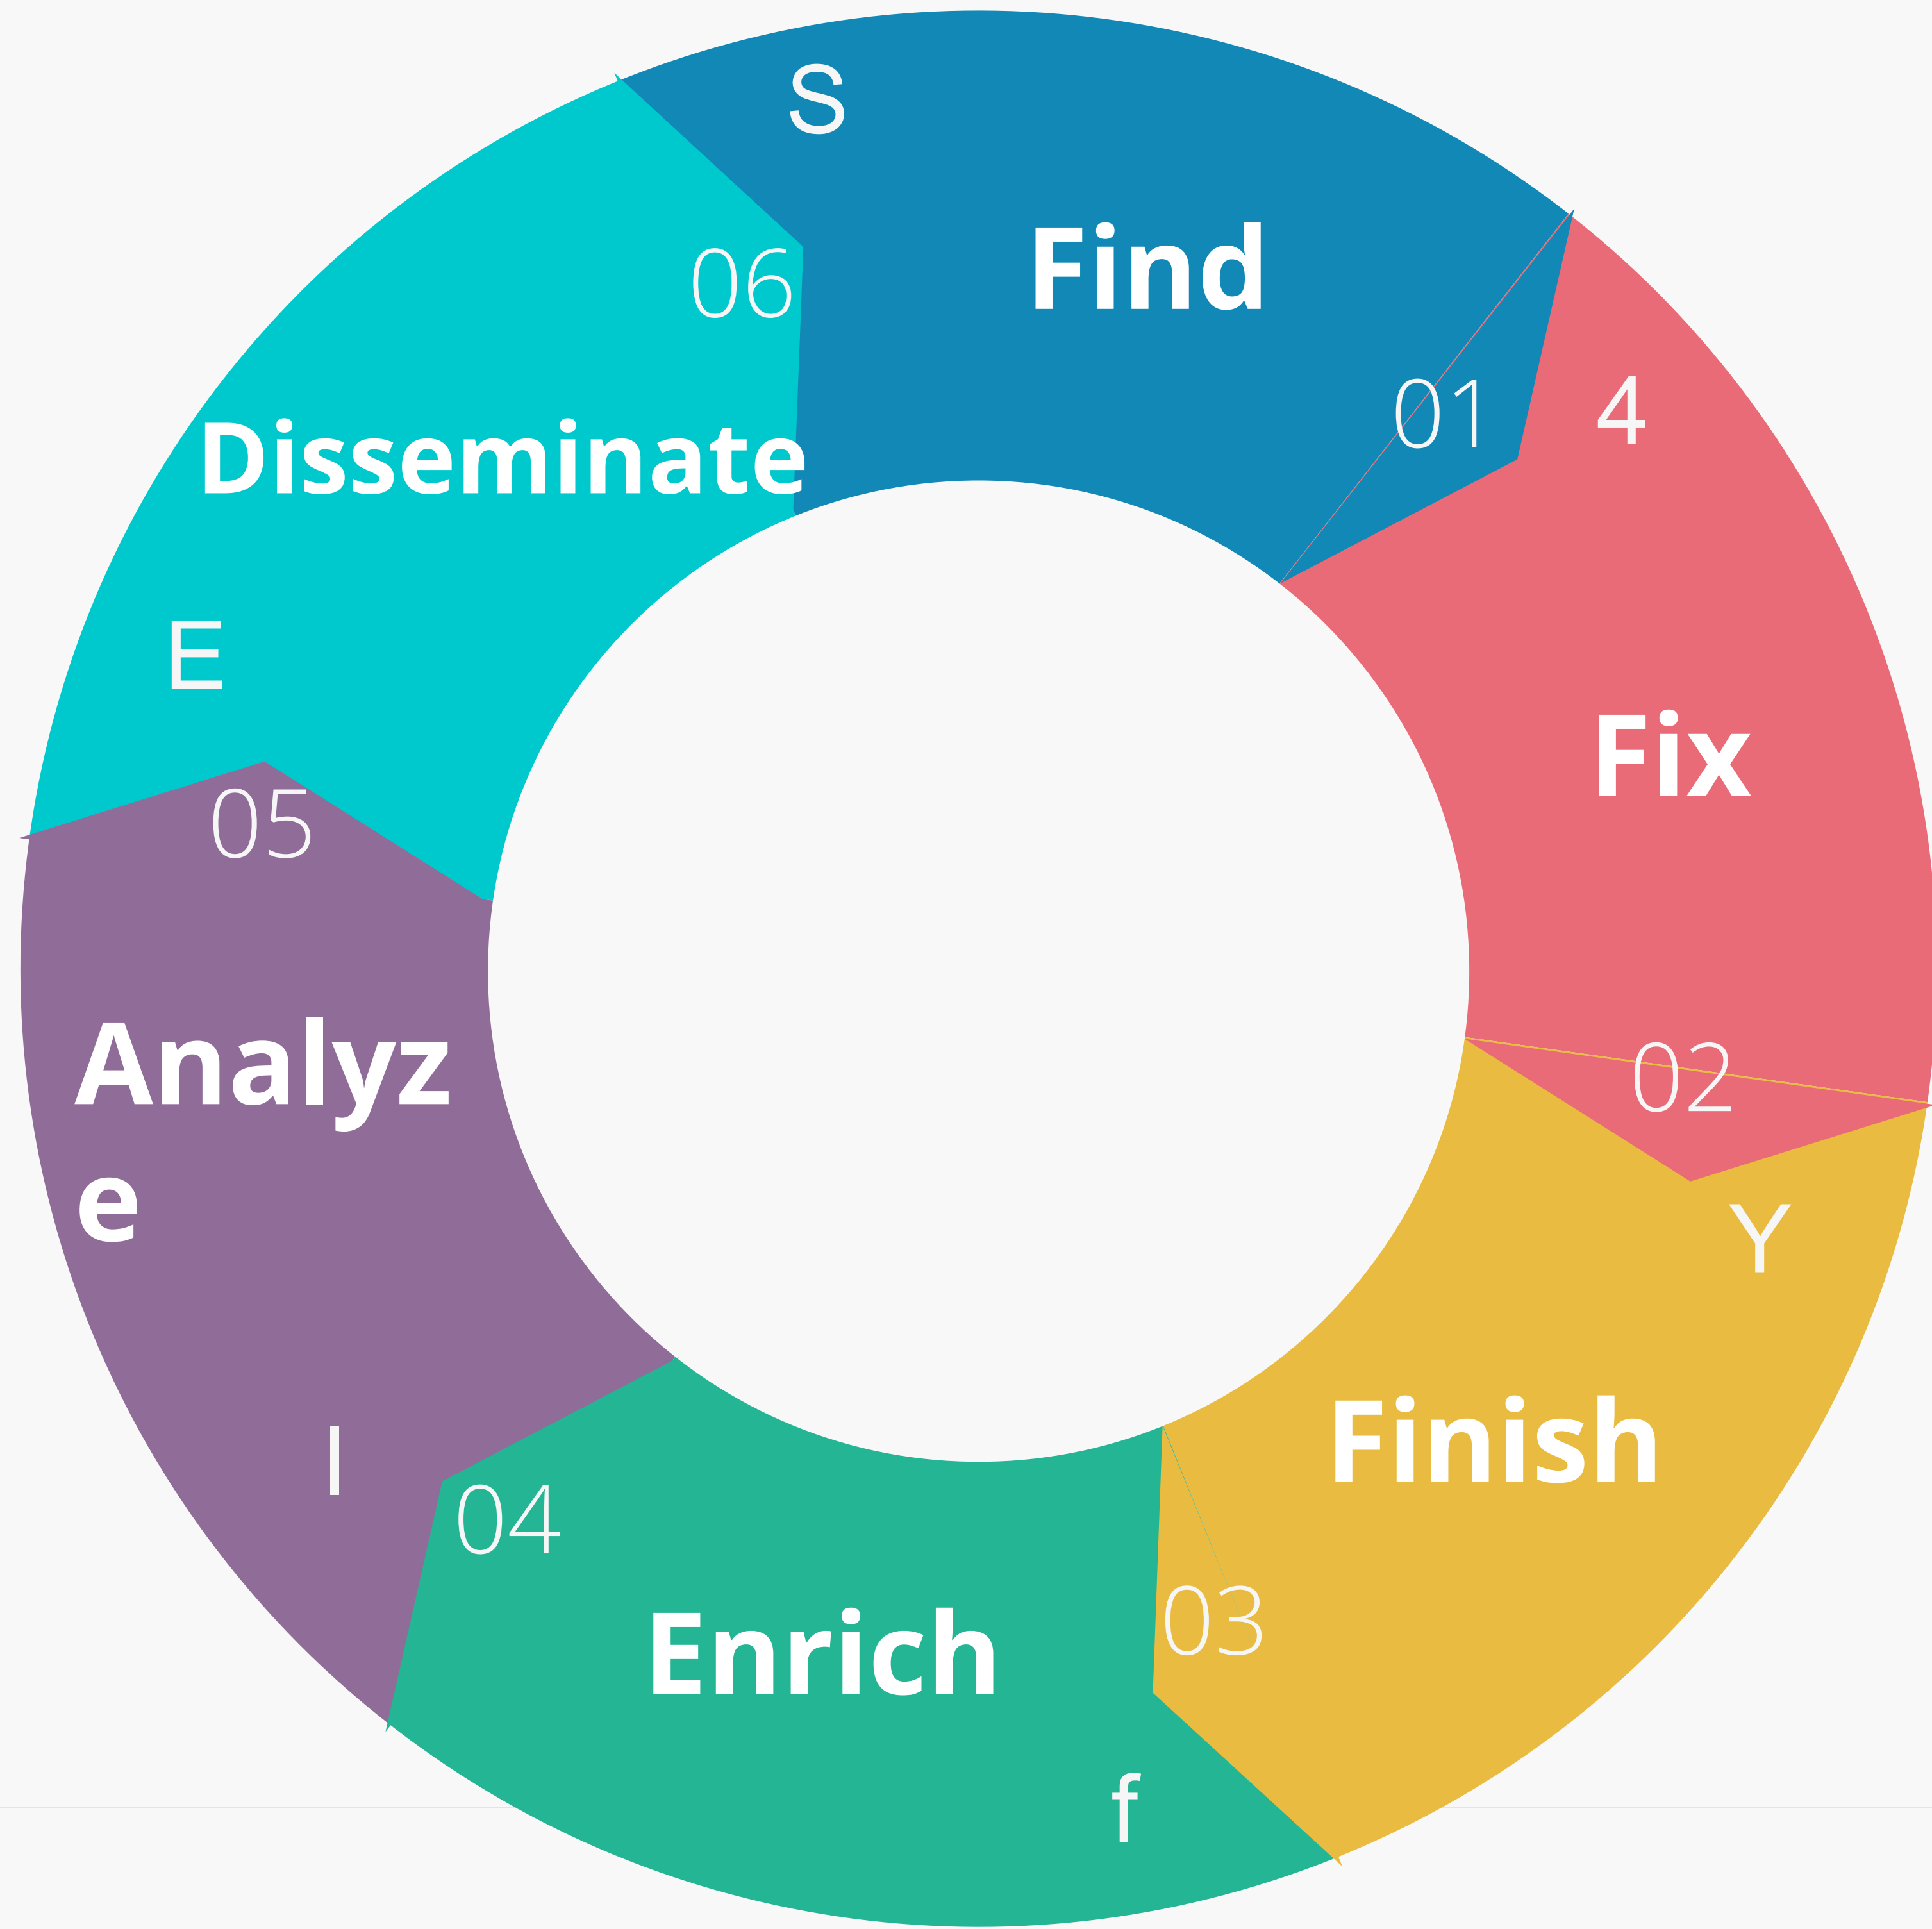 S
Find
01
4
Fix
02
Y
Finish
03
f
Enrich
04
I
Analyz
e
05
E
Disseminate
06